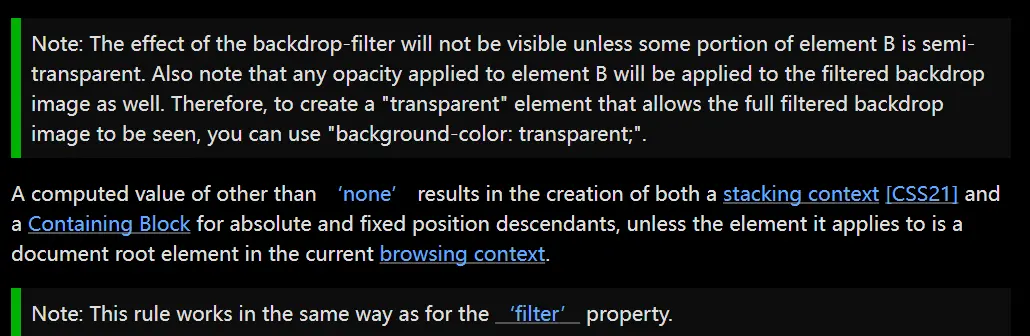 Note: The effect of the backdrop-filter will not be visible unless some portion of element B is semi-
transparent. Also note that any opacity applied to element B will be applied to the filtered backdrop
image as well. Therefore, to create a "transparent" element that allows the full filtered backdrop
image to be seen, you can use "background-color: transparent;".
A computed value of other than ‘none’ results in the creation of both a stacking context [CSS21] and
a Containing Block for absolute and fixed position descendants, unless the element it applies to is a
document root element in the current browsing context.
Note: This rule works in the same way as for the ‘filter’ property.